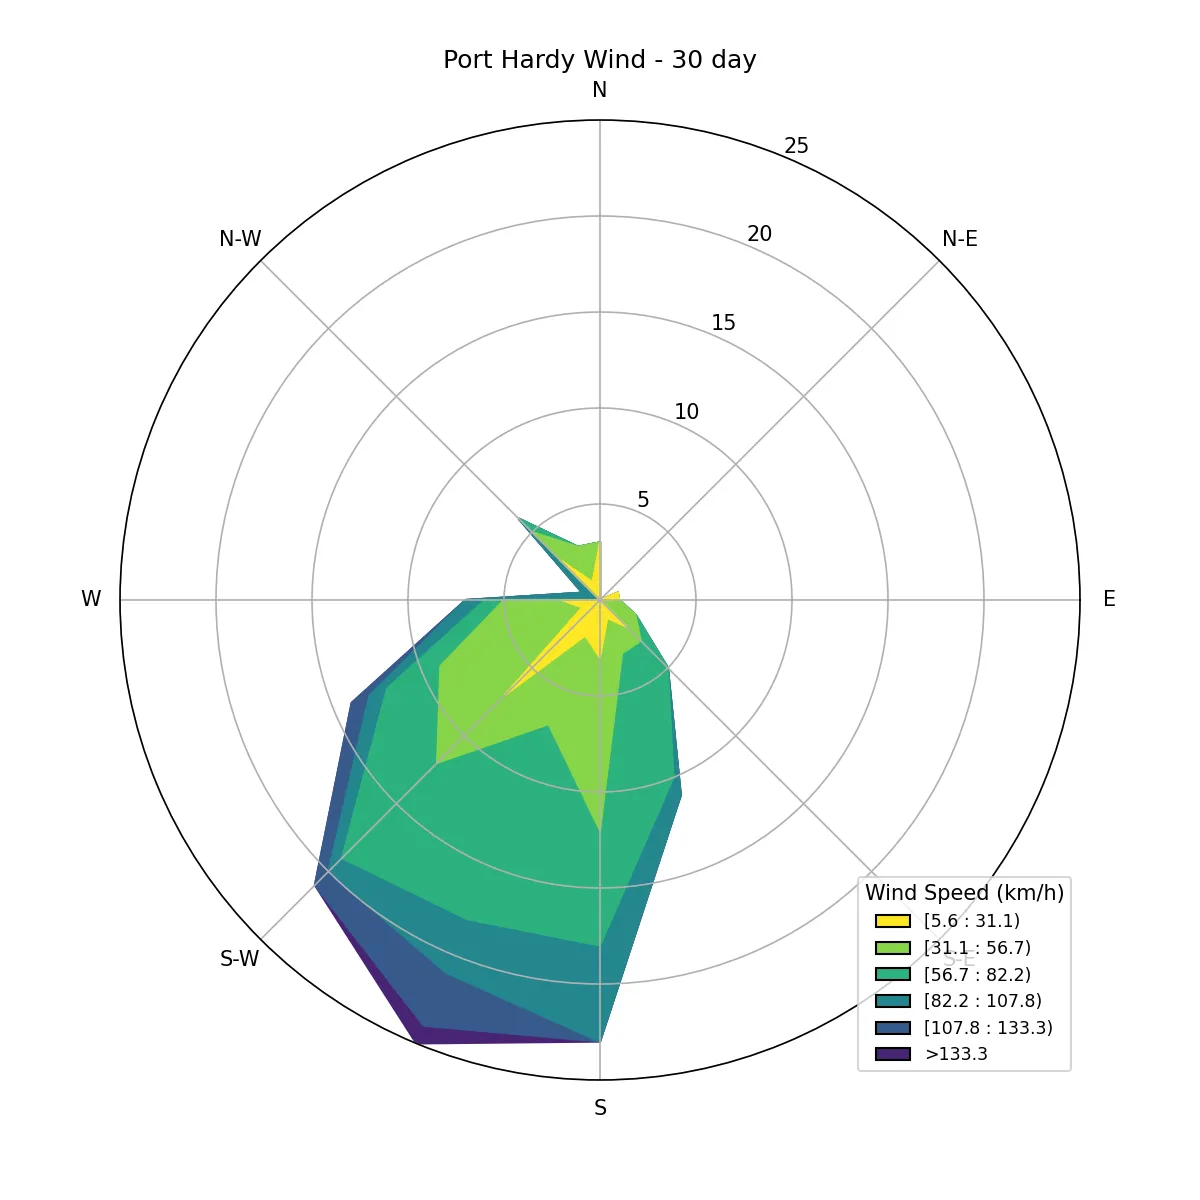 Port Hardy Wind - 30 day
N
25
N-W
N-E
20
15
10
5
W
E
S-W
S-E
S
Wind Speed (km/h)
[5.6 : 31.1)
[31.1 : 56.7)
[56.7 : 82.2)
[82.2 : 107.8)
[107.8 : 133.3)
>133.3